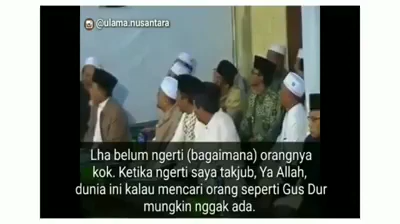 @ulama.nusantara
Lha belum ngerti (bagaimana) orangnya
kok. Ketika ngerti saya takjub, Ya Allah,
dunia ini kalau mencari orang seperti Gus Dur
mungkin nggak ada.